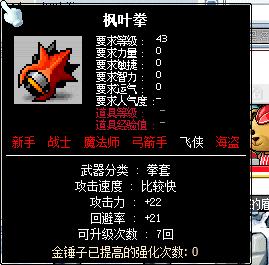 枫叶拳
要求等级： 43
要求力量： 0
要求敏捷： 0
要求智力： 0
要求运气： 0
要求人气度： -
道具等级： -
道具经验值： -
新手 战士 魔法师 弓箭手 飞侠 海盗
武器分类 : 拳套
攻击速度 : 比较快
攻击力 : +22
回避率 : +21
可升级次数 : 7回
金锤子已提高的强化次数: 0